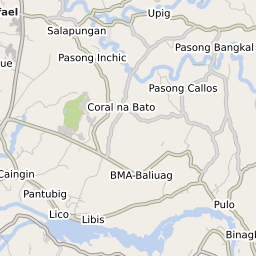 fael
Upig
Salapungan
Pasong Bangkal
Pasong Inchic
ue
Pasong Callos
Coral na Bato
Caingin
BMA-Baliuag
Pantubig
Pulo
Lico
Libis
Binagb